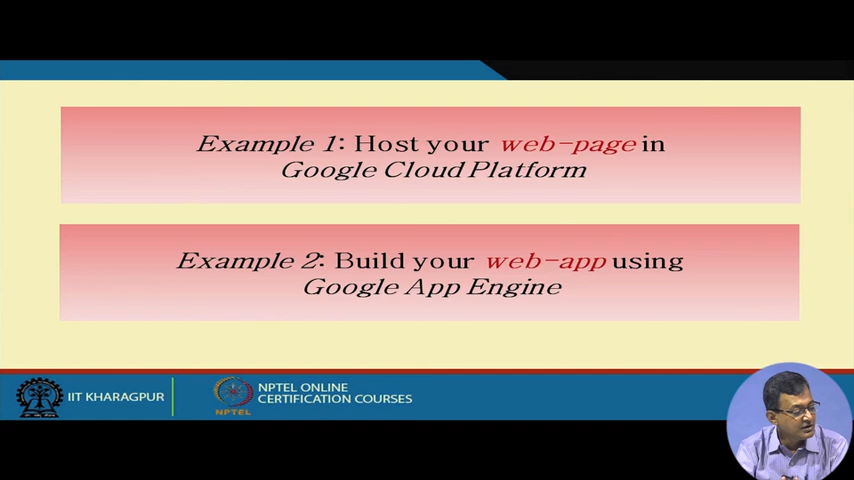 Example 1: Host your web-page in
Google Cloud Platform
Example 2: Build your web-app using
Google App Engine
IIT KHARAGPUR
NPTEL
NPTEL ONLINE
CERTIFICATION COURSES